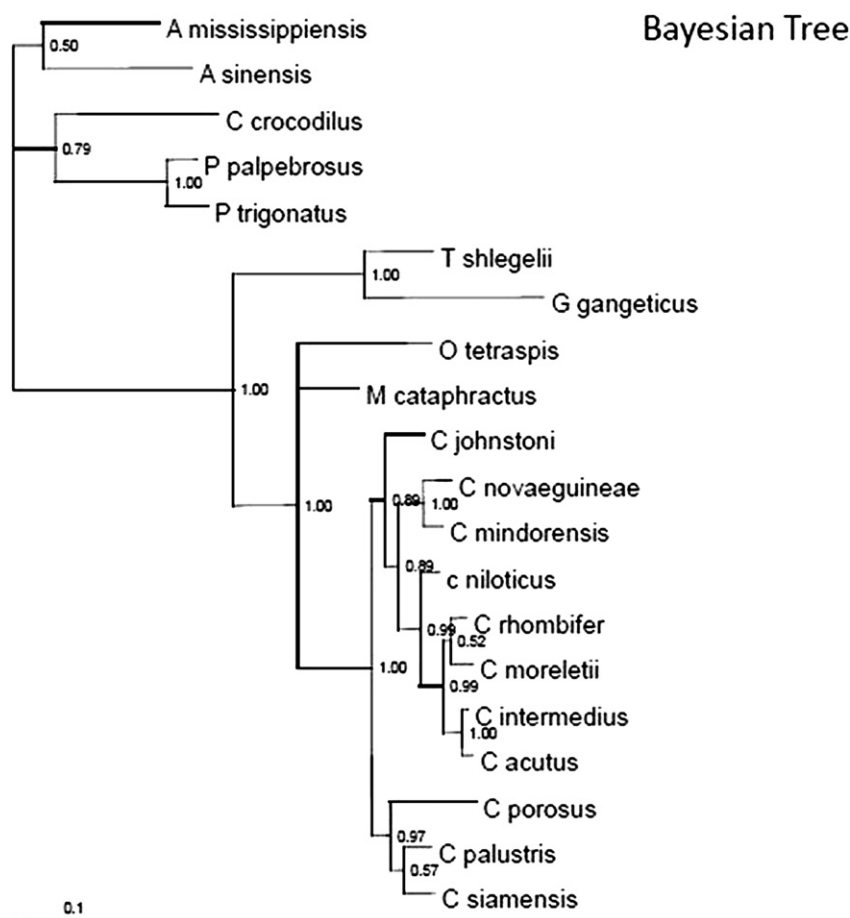 Bayesian Tree
A mississippiensis
0.50
A sinensis
C crocodilus
0.79
P palpebrosus
1.00
P trigonatus
T shlegelii
1.00
G gangeticus
O tetraspis
1.00
M cataphractus
C johnstoni
C novaeguineae
0.89
1.00
1.00
C mindorensis
0.89
c niloticus
C rhombifer
0.99
0.52
1.00
C moreletii
0.99
C intermedius
1.00
C acutus
C porosus
0.97
C palustris
0.57
C siamensis
0.1